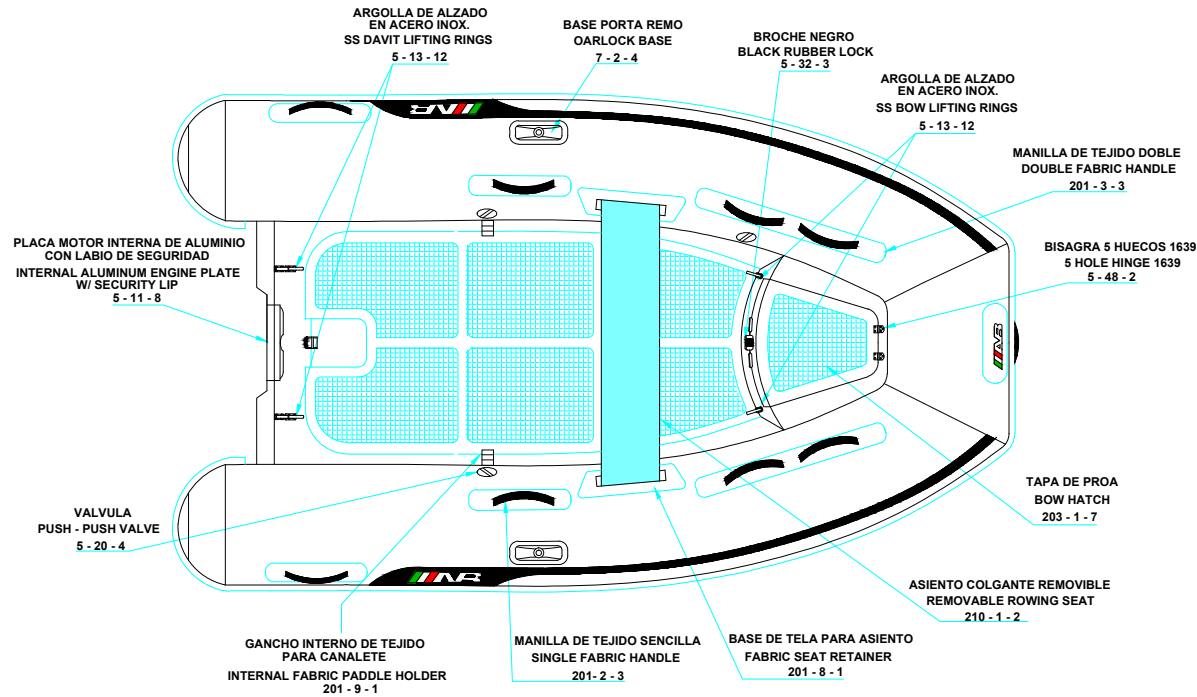 ARGOLLA DE ALZADO
EN ACERO INOX.
SS DAVIT LIFTING RINGS
5 - 13 - 12
BASE PORTA REMO
OARLOCK BASE
7 - 2 - 4
BROCHE NEGRO
BLACK RUBBER LOCK
5 - 32 - 3
ARGOLLA DE ALZADO
EN ACERO INOX.
SS BOW LIFTING RINGS
5 - 13 - 12
MANILLA DE TEJIDO DOBLE
DOUBLE FABRIC HANDLE
201 - 3 - 3
PLACA MOTOR INTERNA DE ALUMINIO
CON LABIO DE SEGURIDAD
INTERNAL ALUMINUM ENGINE PLATE
W/ SECURITY LIP
5 - 11 - 8
BISAGRA 5 HUECOS 1639
5 HOLE HINGE 1639
5 - 48 - 2
VALVULA
PUSH - PUSH VALVE
5 - 20 - 4
TAPA DE PROA
BOW HATCH
203 - 1 - 7
ASIENTO COLGANTE REMOVIBLE
REMOVABLE ROWING SEAT
210 - 1 - 2
GANCHO INTERNO DE TEJIDO
PARA CANALETE
INTERNAL FABRIC PADDLE HOLDER
201 - 9 - 1
MANILLA DE TEJIDO SENCILLA
SINGLE FABRIC HANDLE
201- 2 - 3
BASE DE TELA PARA ASIENTO
FABRIC SEAT RETAINER
201 - 8 - 1